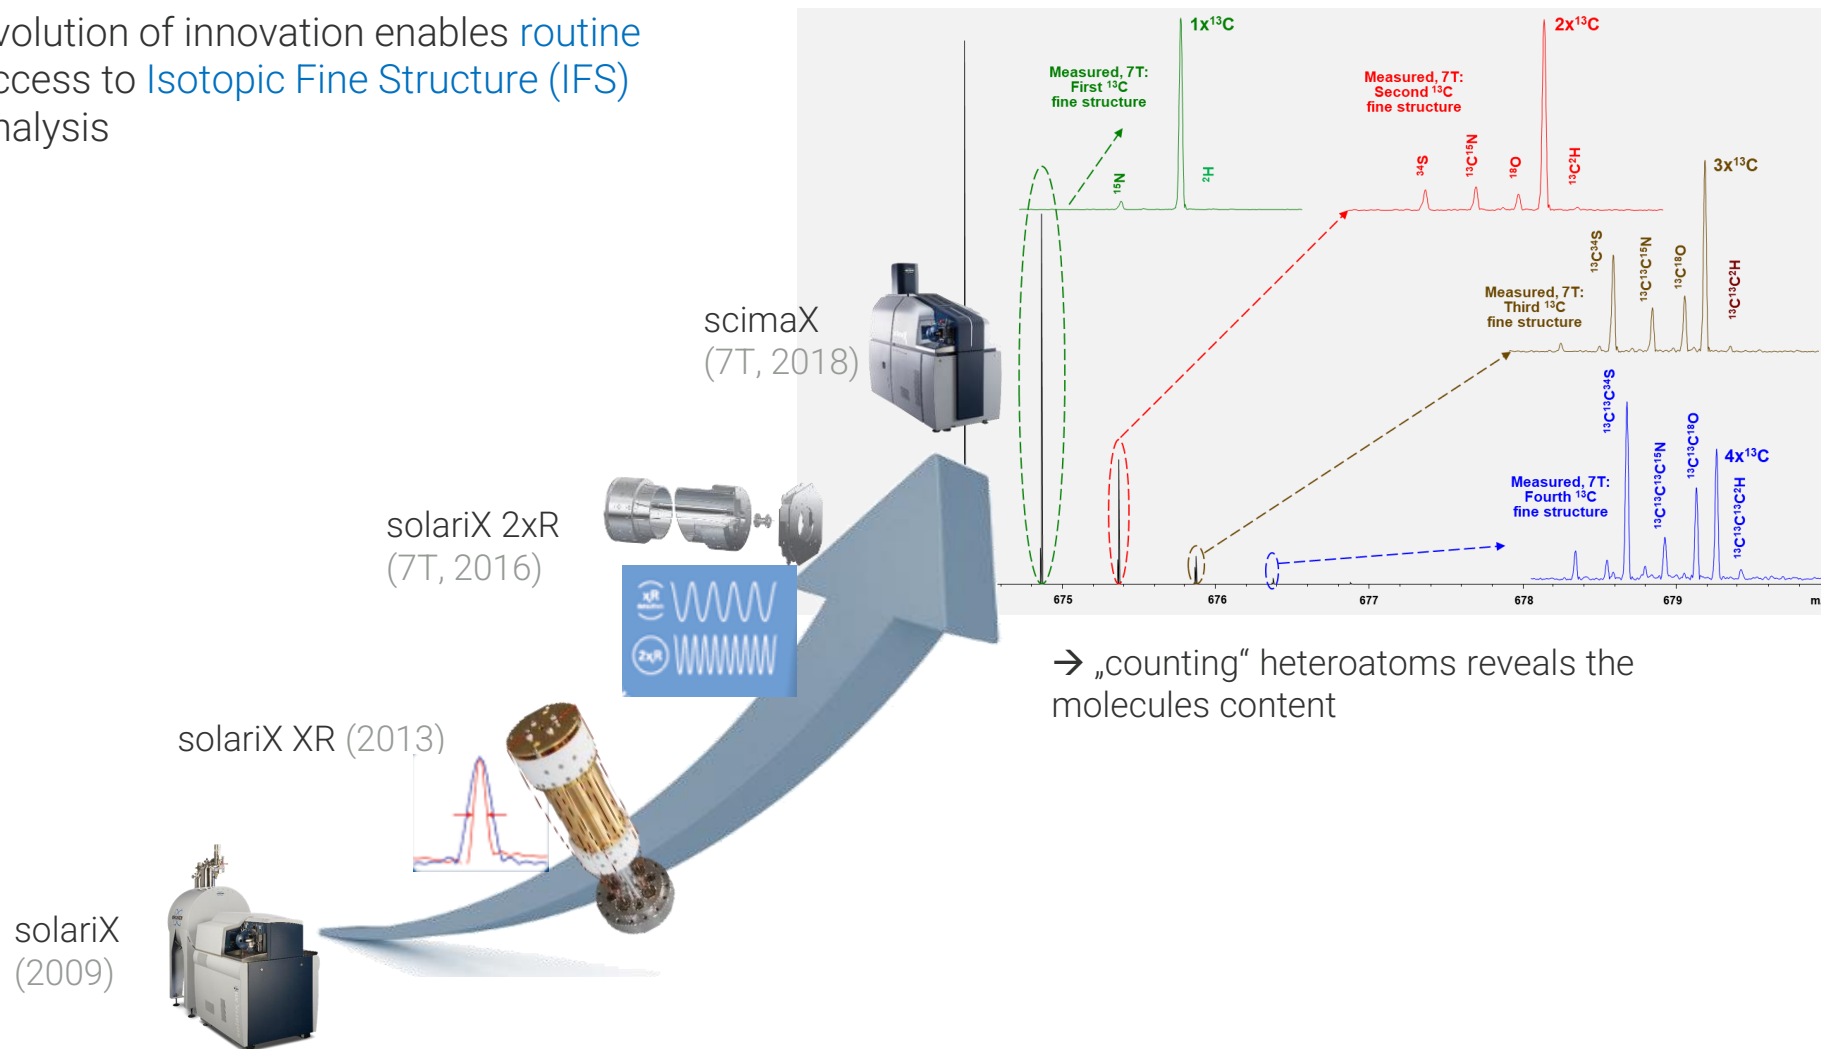 volution of innovation enables routine
ccess to Isotopic Fine Structure (IFS)
nalysis
1x¹³C
Measured, 7T:
First ¹³C
fine structure
¹⁵N
²H
2x¹³C
Measured, 7T:
Second ¹³C
fine structure
³⁴S
¹³C¹⁵N
¹⁸O
¹³C²H
3x¹³C
Measured, 7T:
Third ¹³C
fine structure
¹³C³⁴S
¹³C¹³C¹⁵N
¹³C¹⁸O
¹³C¹³C²H
4x¹³C
Measured, 7T:
Fourth ¹³C
fine structure
¹³C¹³C³⁴S
¹³C¹³C¹³C¹⁵N
¹³C¹³C¹⁸O
¹³C¹³C¹³C²H
675 676 677 678 679 m
scimaX
(7T, 2018)
solariX 2xR
(7T, 2016)
xR
2xR
→ „counting“ heteroatoms reveals the
molecules content
solariX XR (2013)
solariX
(2009)